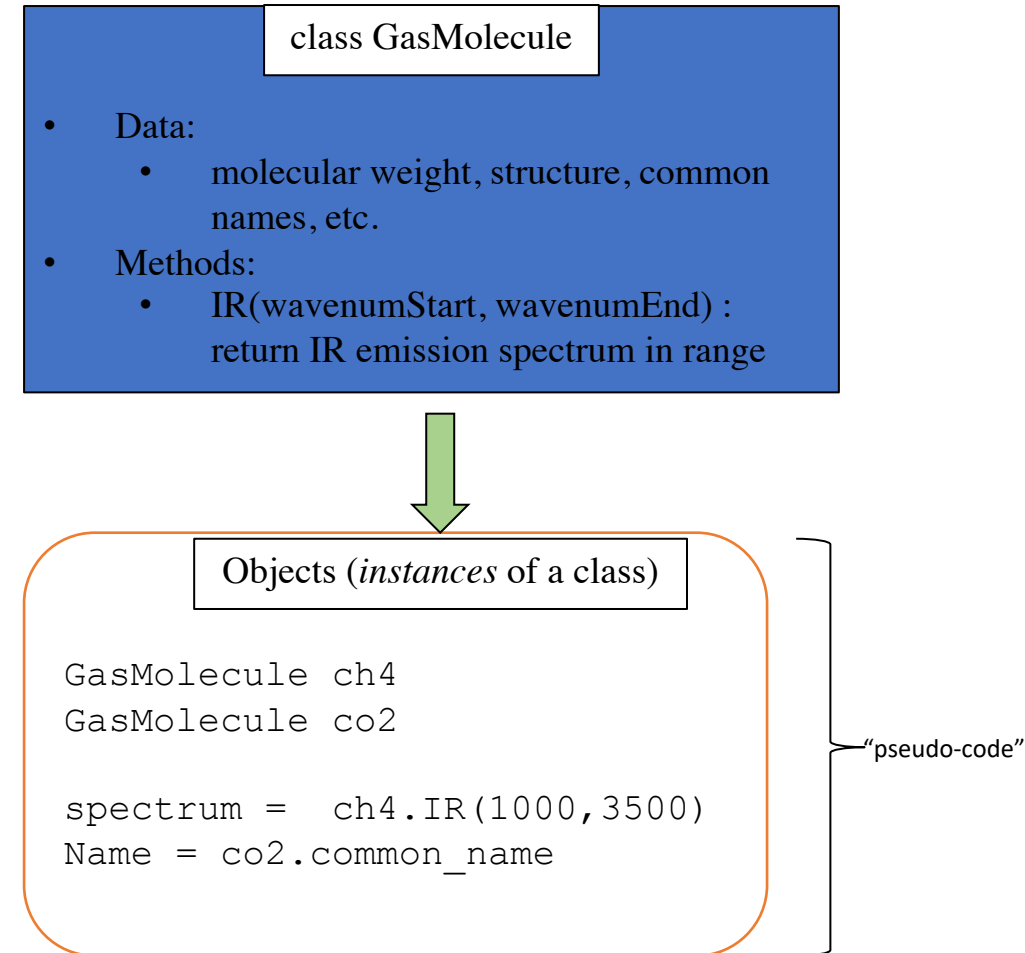 class GasMolecule
• Data:
• molecular weight, structure, common
names, etc.
• Methods:
• IR(wavenumStart, wavenumEnd) :
return IR emission spectrum in range
Objects (instances of a class)
GasMolecule ch4
GasMolecule co2
spectrum =  ch4.IR(1000,3500)
Name = co2.common_name
“pseudo-code”